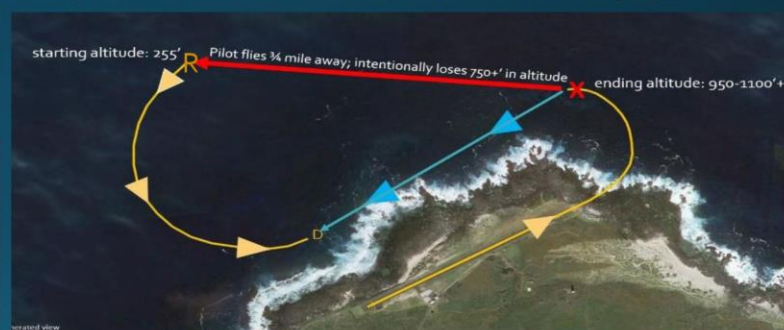 starting altitude: 255'
R
Pilot flies ¾ mile away; intentionally loses 750+' in altitude
X
ending altitude: 950-1100'+
D